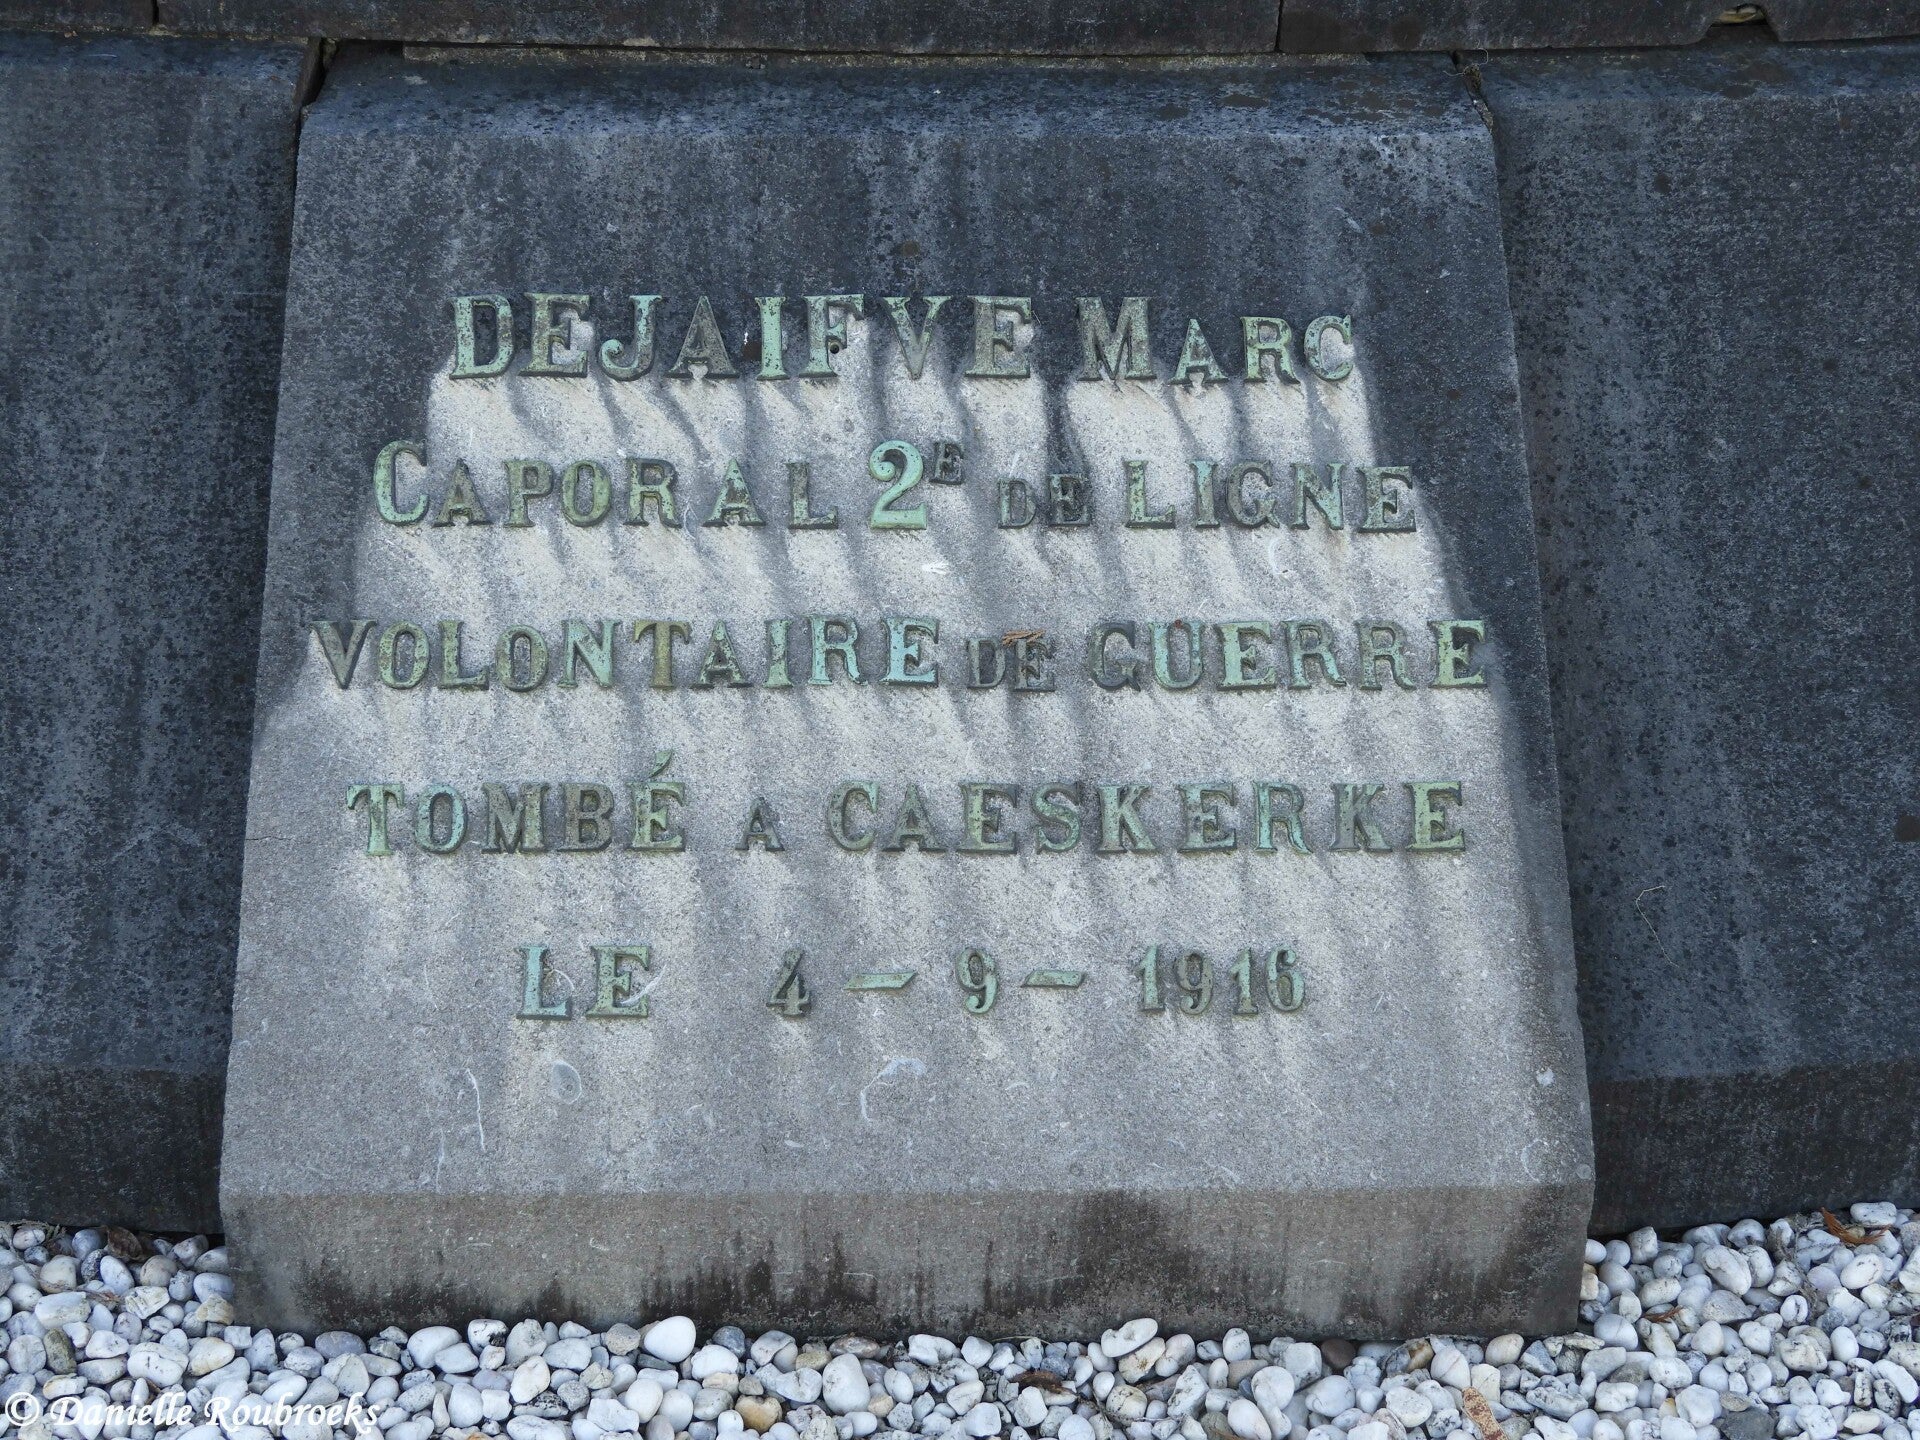 DEJAIFVE MARC
CAPORAL 2E DE LIGNE
VOLONTAIRE DE GUERRE
TOMBÉ A CAESKERKE
LE 4-9-1916
© Danielle Roubroeks